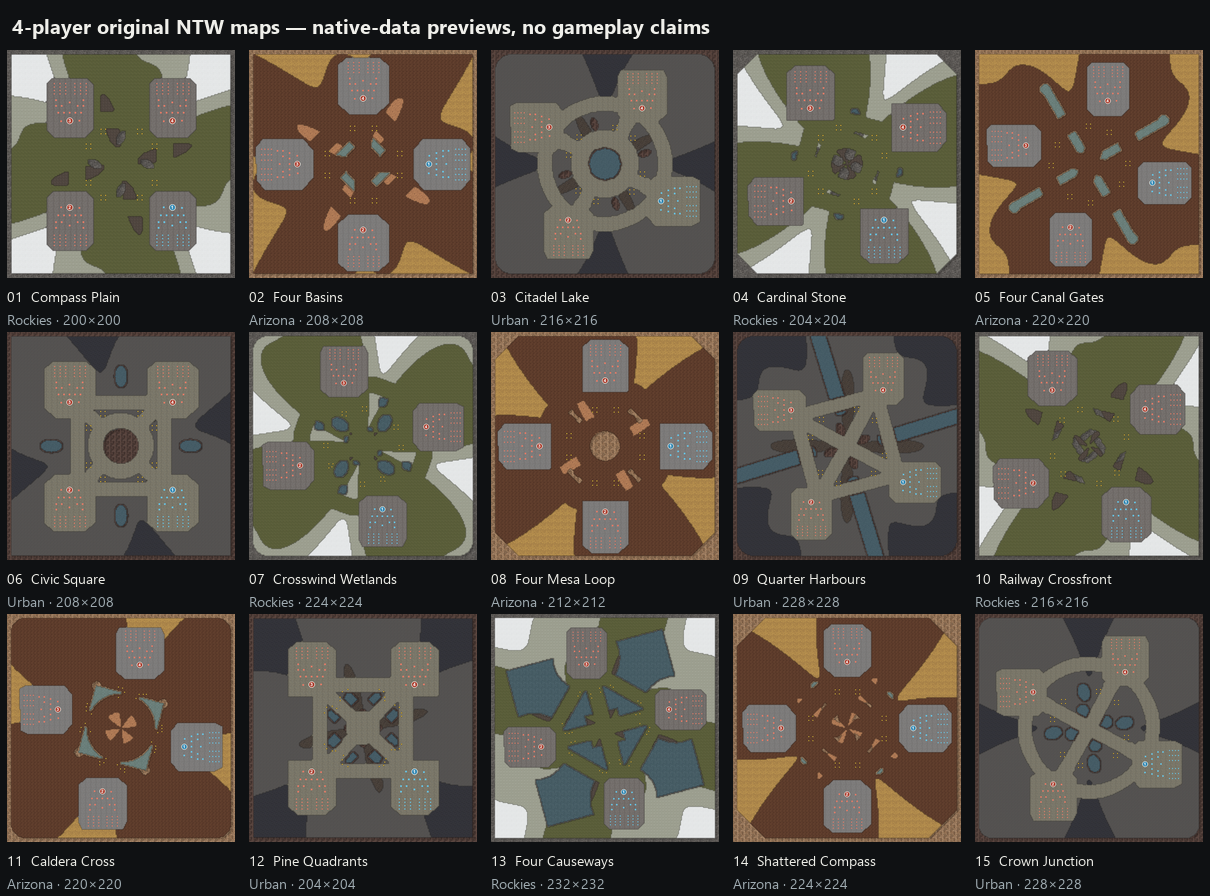 4-player original NTW maps — native-data previews, no gameplay claims
01 Compass Plain
Rockies · 200×200
02 Four Basins
Arizona · 208×208
03 Citadel Lake
Urban · 216×216
04 Cardinal Stone
Rockies · 204×204
05 Four Canal Gates
Arizona · 220×220
06 Civic Square
Urban · 208×208
07 Crosswind Wetlands
Rockies · 224×224
08 Four Mesa Loop
Arizona · 212×212
09 Quarter Harbours
Urban · 228×228
10 Railway Crossfront
Rockies · 216×216
11 Caldera Cross
Arizona · 220×220
12 Pine Quadrants
Urban · 204×204
13 Four Causeways
Rockies · 232×232
14 Shattered Compass
Arizona · 224×224
15 Crown Junction
Urban · 228×228